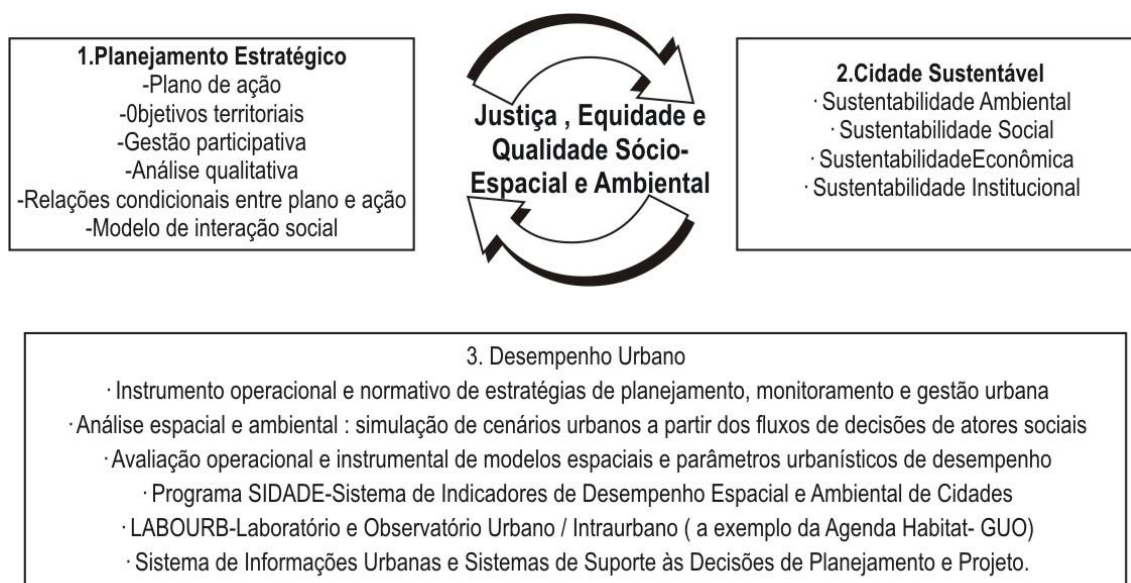 1.Planejamento Estratégico
-Plano de ação
-0bjetivos territoriais
-Gestão participativa
-Análise qualitativa
-Relações condicionais entre plano e ação
-Modelo de interação social
Justiça , Equidade e
Qualidade Sócio-
Espacial e Ambiental
2.Cidade Sustentável
· Sustentabilidade Ambiental
· Sustentabilidade Social
· SustentabilidadeEconômica
· Sustentabilidade Institucional
3. Desempenho Urbano
· Instrumento operacional e normativo de estratégias de planejamento, monitoramento e gestão urbana
· Análise espacial e ambiental : simulação de cenários urbanos a partir dos fluxos de decisões de atores sociais
· Avaliação operacional e instrumental de modelos espaciais e parâmetros urbanísticos de desempenho
· Programa SIDADE-Sistema de Indicadores de Desempenho Espacial e Ambiental de Cidades
· LABOURB-Laboratório e Observatório Urbano / Intraurbano ( a exemplo da Agenda Habitat- GUO)
· Sistema de Informações Urbanas e Sistemas de Suporte às Decisões de Planejamento e Projeto.